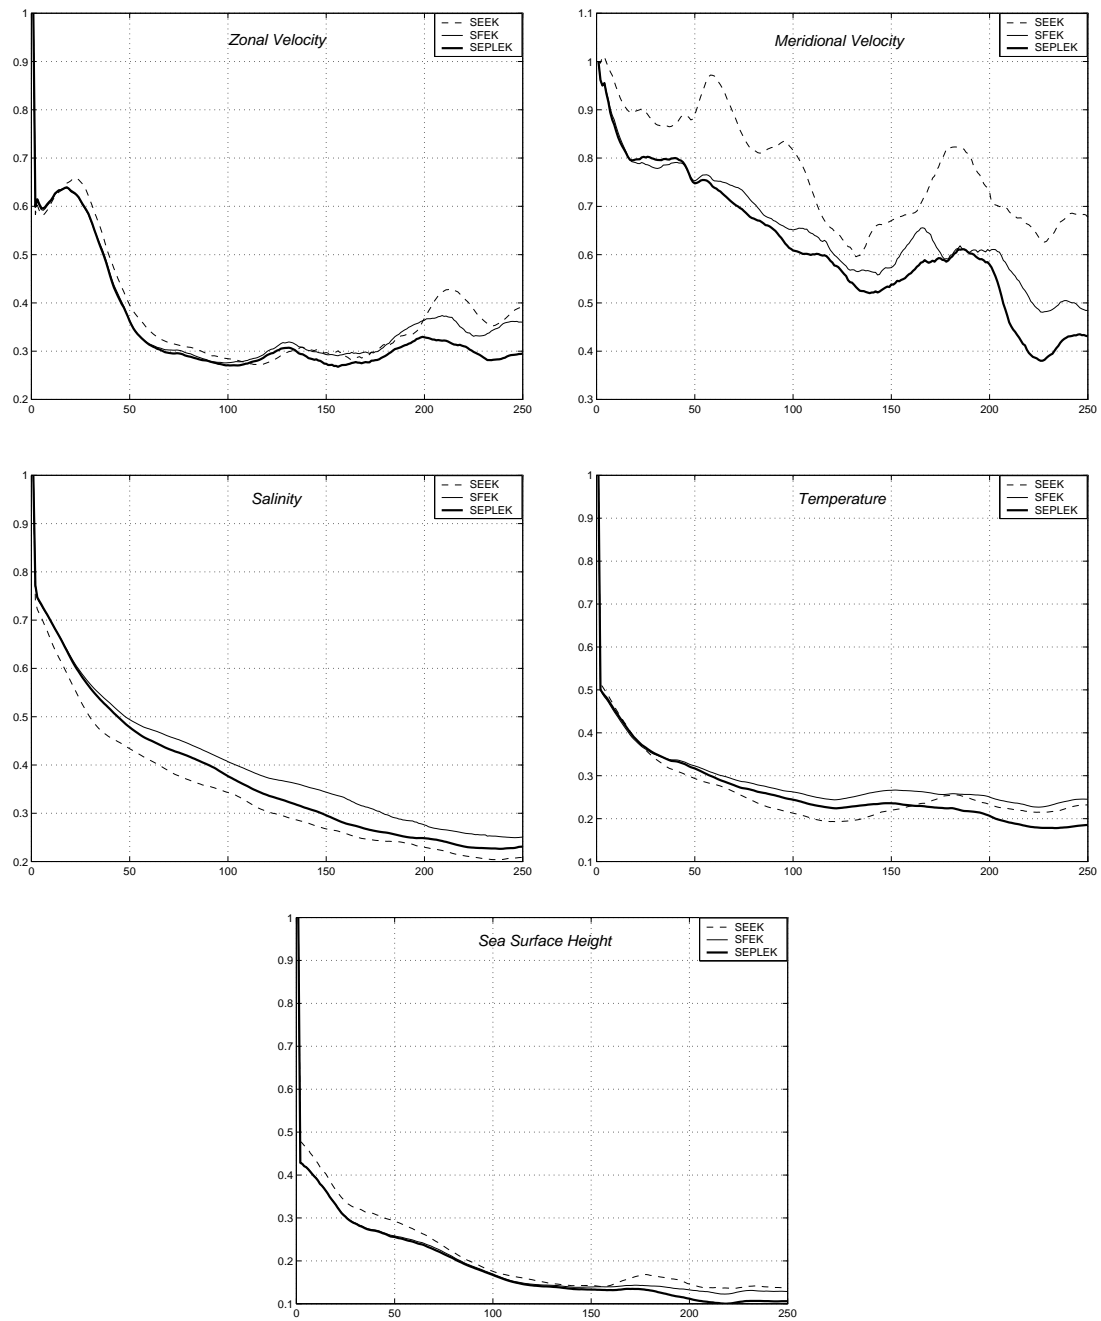 Zonal Velocity
SEEK
SFEK
SEPLEK
1
0.9
0.8
0.7
0.6
0.5
0.4
0.3
0.2
0 50 100 150 200 250
Meridional Velocity
SEEK
SFEK
SEPLEK
1.1
1
0.9
0.8
0.7
0.6
0.5
0.4
0.3
0 50 100 150 200 250
Salinity
SEEK
SFEK
SEPLEK
1
0.9
0.8
0.7
0.6
0.5
0.4
0.3
0.2
0 50 100 150 200 250
Temperature
SEEK
SFEK
SEPLEK
1
0.9
0.8
0.7
0.6
0.5
0.4
0.3
0.2
0.1
0 50 100 150 200 250
Sea Surface Height
SEEK
SFEK
SEPLEK
1
0.9
0.8
0.7
0.6
0.5
0.4
0.3
0.2
0.1
0 50 100 150 200 250